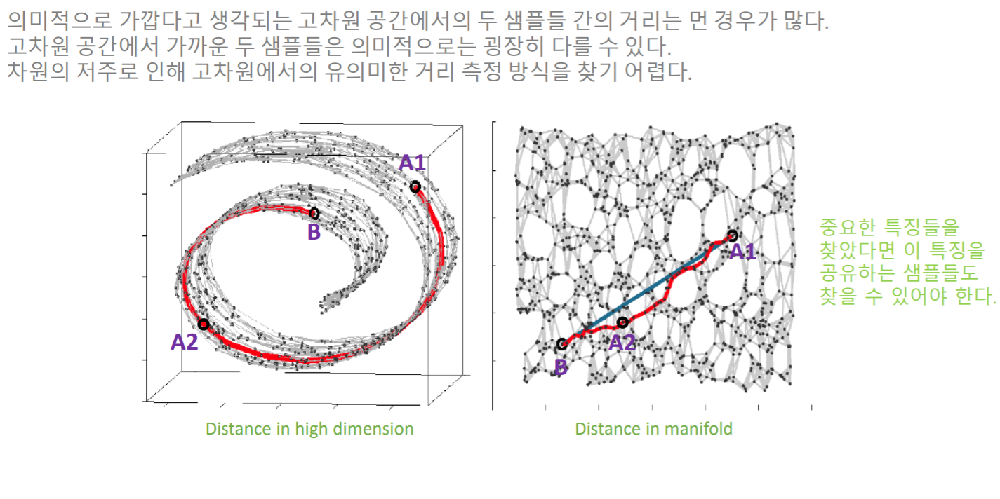 의미적으로 가깝다고 생각되는 고차원 공간에서의 두 샘플들 간의 거리는 먼 경우가 많다.
고차원 공간에서 가까운 두 샘플들은 의미적으로는 굉장히 다를 수 있다.
차원의 저주로 인해 고차원에서의 유의미한 거리 측정 방식을 찾기 어렵다.
A1
B
A2
Distance in high dimension
A1
A2
B
Distance in manifold
중요한 특징들을
찾았다면 이 특징을
공유하는 샘플들도
찾을 수 있어야 한다.